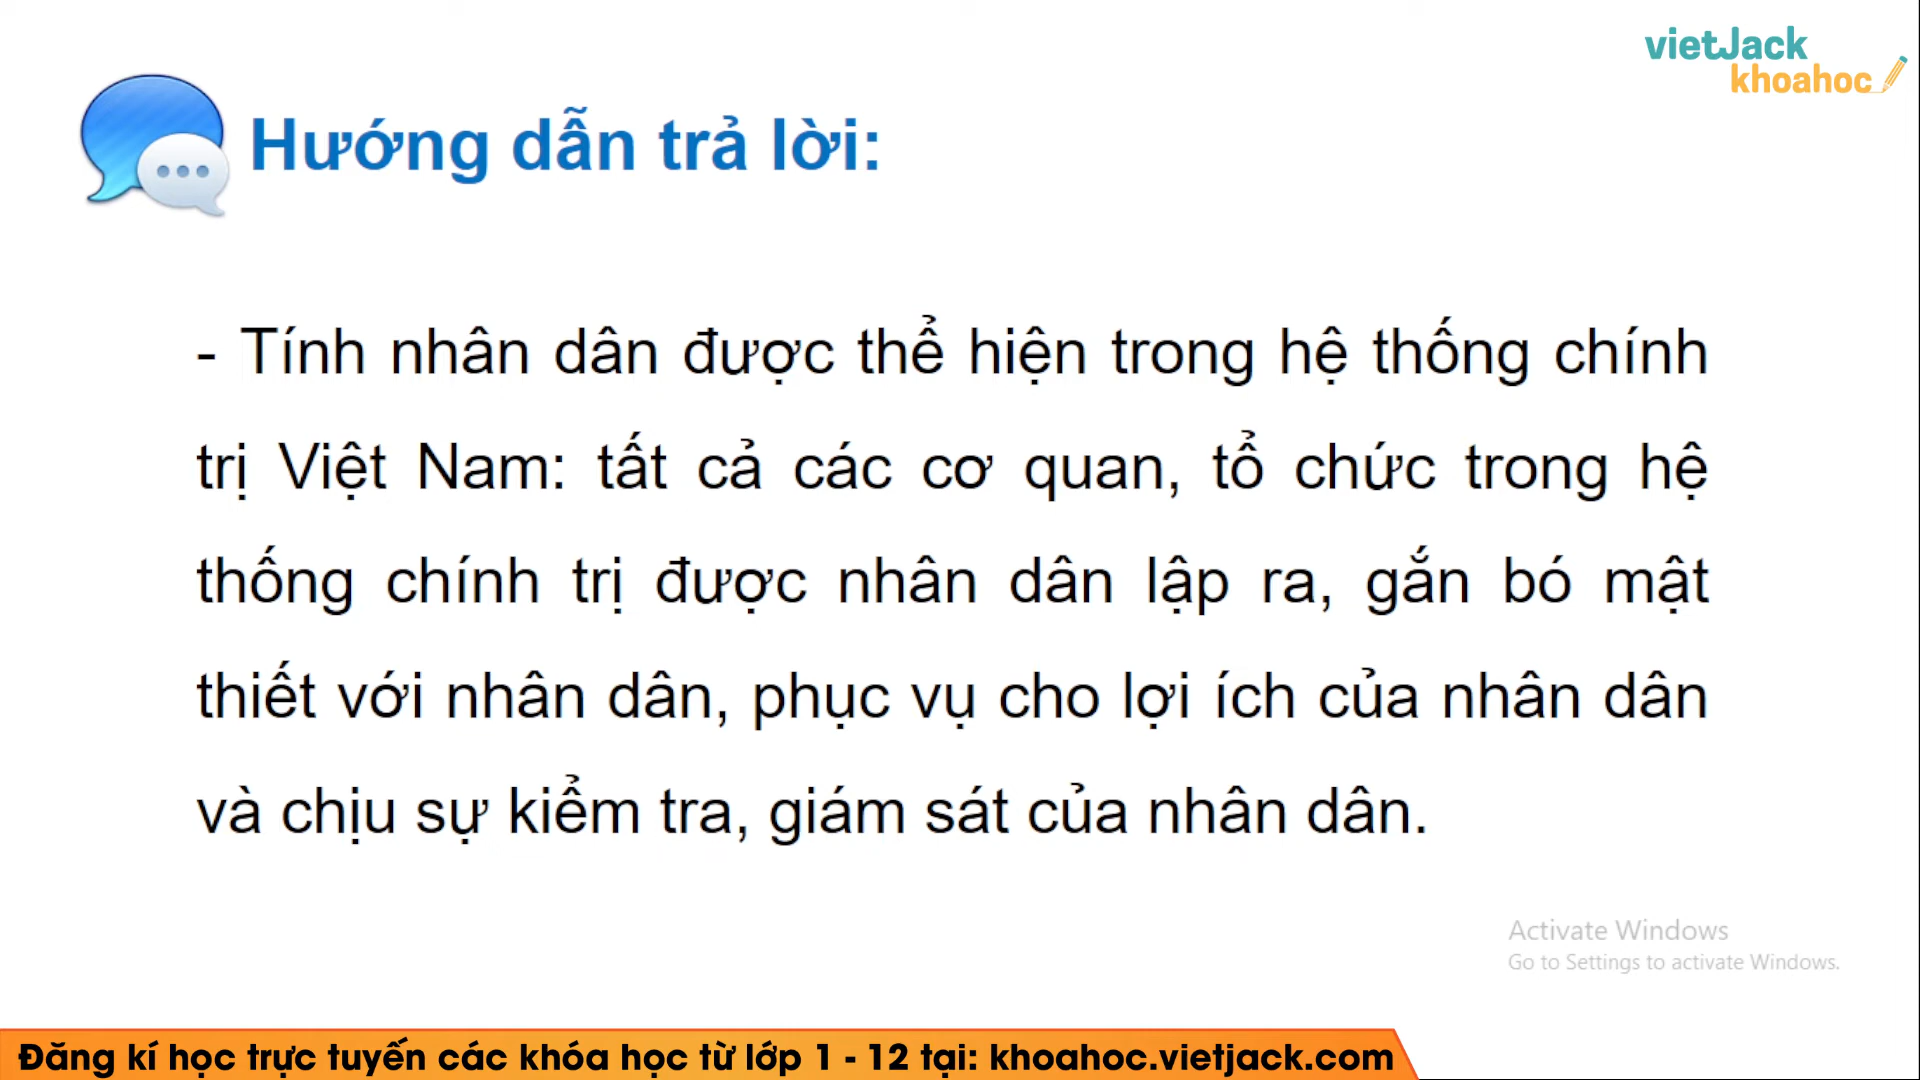 vietJack
khoahoc
Hướng dẫn trả lời:
- Tính nhân dân được thể hiện trong hệ thống chính
trị Việt Nam: tất cả các cơ quan, tổ chức trong hệ
thống chính trị được nhân dân lập ra, gắn bó mật
thiết với nhân dân, phục vụ cho lợi ích của nhân dân
và chịu sự kiểm tra, giám sát của nhân dân.
Activate Windows
Go to Settings to activate Windows.
Đăng kí học trực tuyến các khóa học từ lớp 1 - 12 tại: khoahoc.vietjack.com